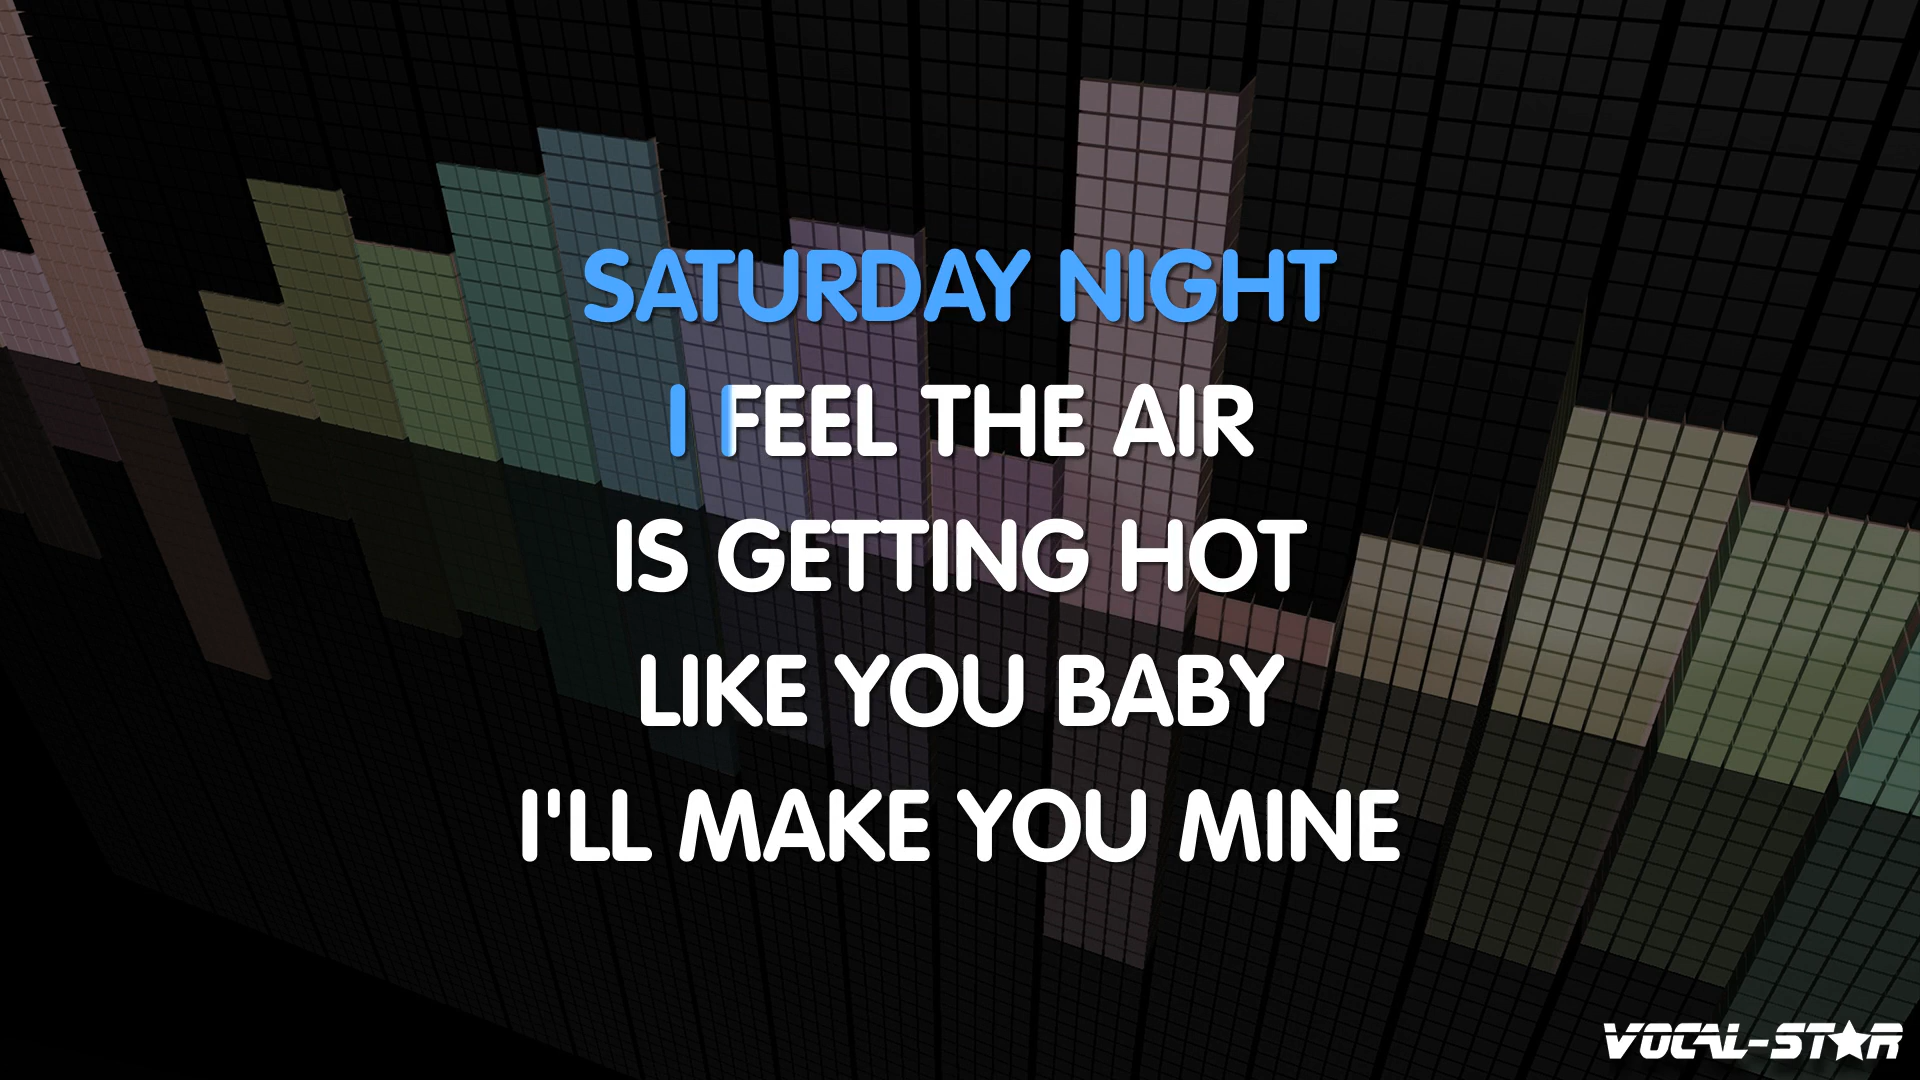 SATURDAY NIGHT
I FEEL THE AIR
IS GETTING HOT
LIKE YOU BABY
I'LL MAKE YOU MINE
VOCAL-STAR